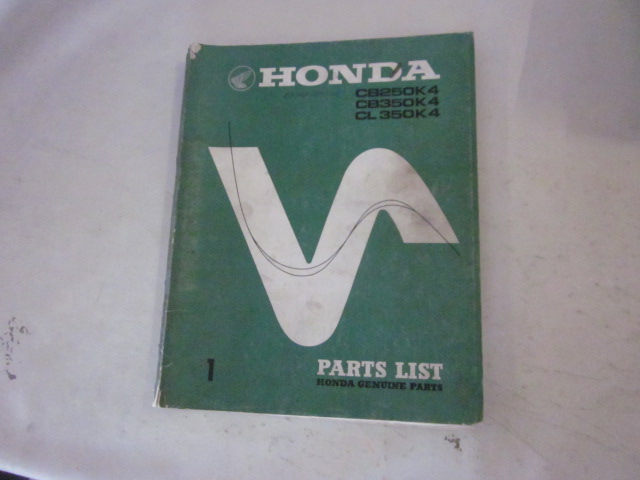 HONDA
CB250K4
CB350K4
CL350K4
1
PARTS LIST
HONDA GENUINE PARTS